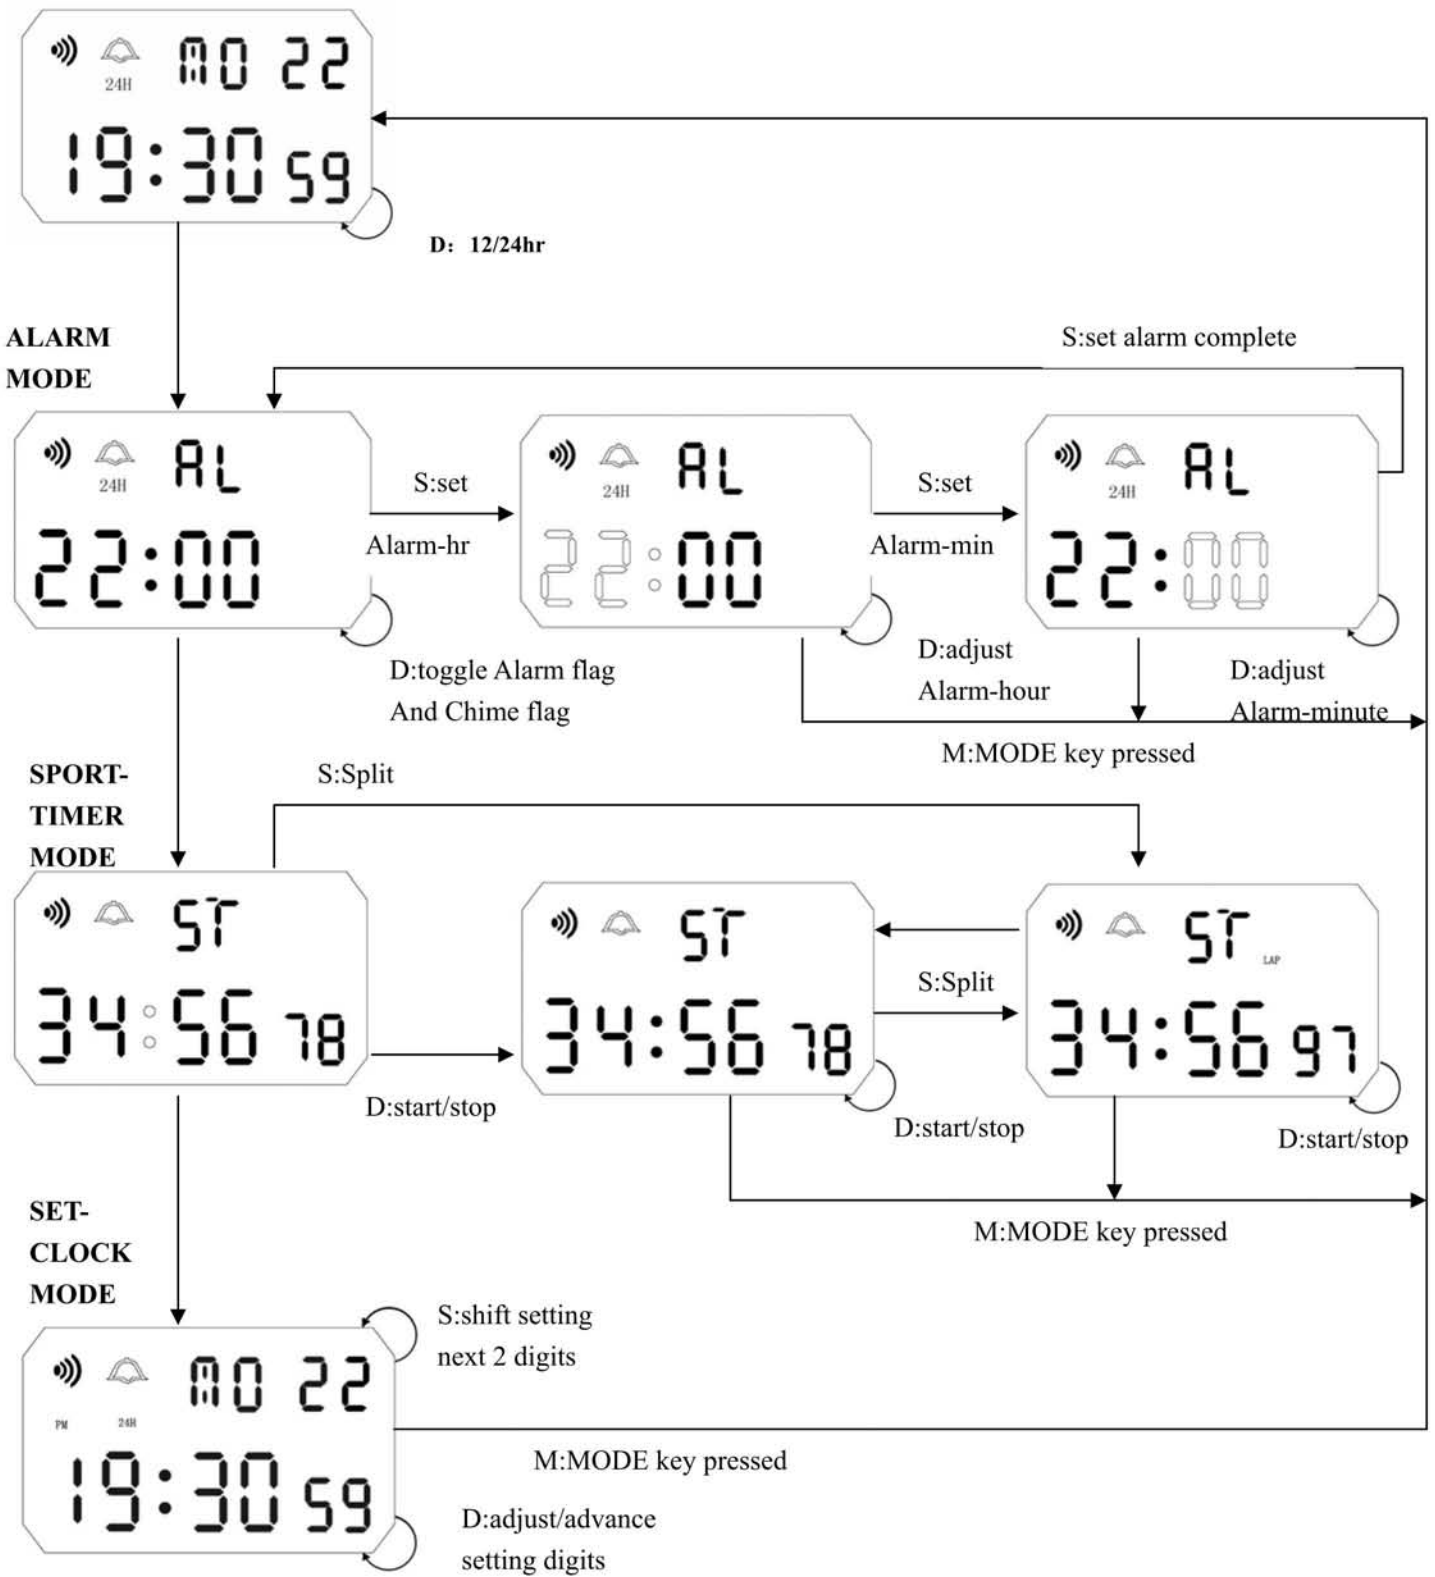 MO 22
24H
19:30 59
D: 12/24hr
ALARM
MODE
S:set alarm complete
AL
24H
22:00
S:set
Alarm-hr
AL
24H
22:00
S:set
Alarm-min
AL
24H
22:00
D:toggle Alarm flag
And Chime flag
D:adjust
Alarm-hour
D:adjust
Alarm-minute
M:MODE key pressed
SPORT-
TIMER
MODE
S:Split
ST
34:56 78
D:start/stop
ST
34:56 78
S:Split
ST
LAP
34:56 97
D:start/stop
D:start/stop
M:MODE key pressed
SET-
CLOCK
MODE
S:shift setting
next 2 digits
MO 22
PM 24H
19:30 59
M:MODE key pressed
D:adjust/advance
setting digits